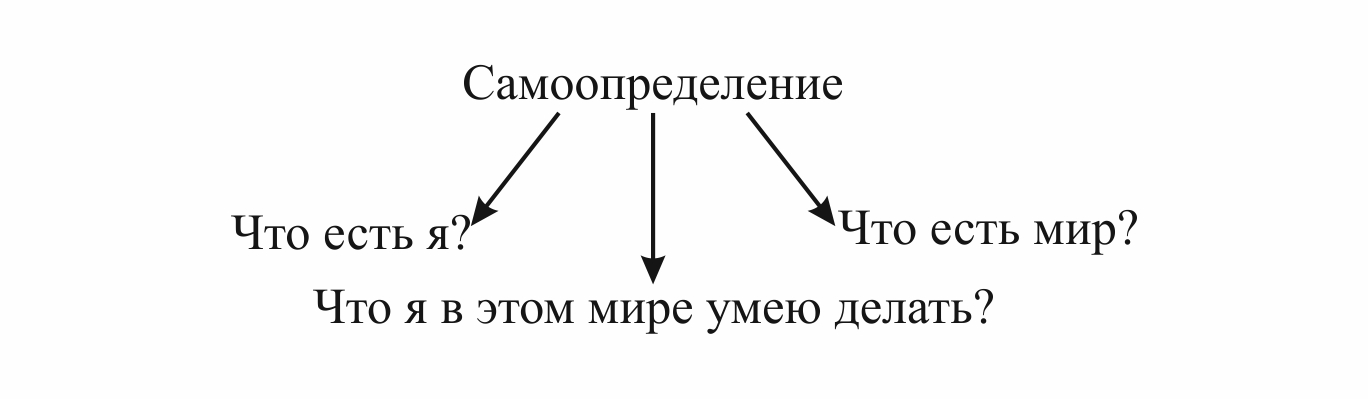 Самоопределение
Что есть я?
Что есть мир?
Что я в этом мире умею делать?